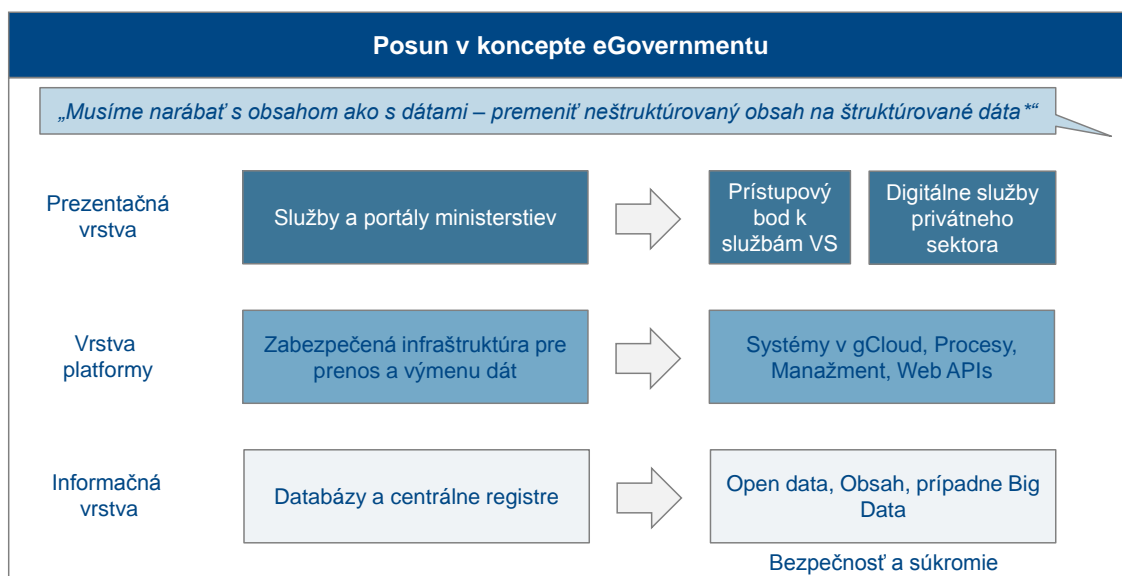 Posun v koncepte eGovernmentu
„Musíme narábať s obsahom ako s dátami – premeniť neštruktúrovaný obsah na štruktúrované dáta*“
Prezentačná
vrstva
Služby a portály ministerstiev
Prístupový
bod k
službám VS
Digitálne služby
privátneho
sektora
Vrstva
platformy
Zabezpečená infraštruktúra pre
prenos a výmenu dát
Systémy v gCloud, Procesy,
Manažment, Web APIs
Informačná
vrstva
Databázy a centrálne registre
Open data, Obsah, prípadne Big
Data
Bezpečnosť a súkromie